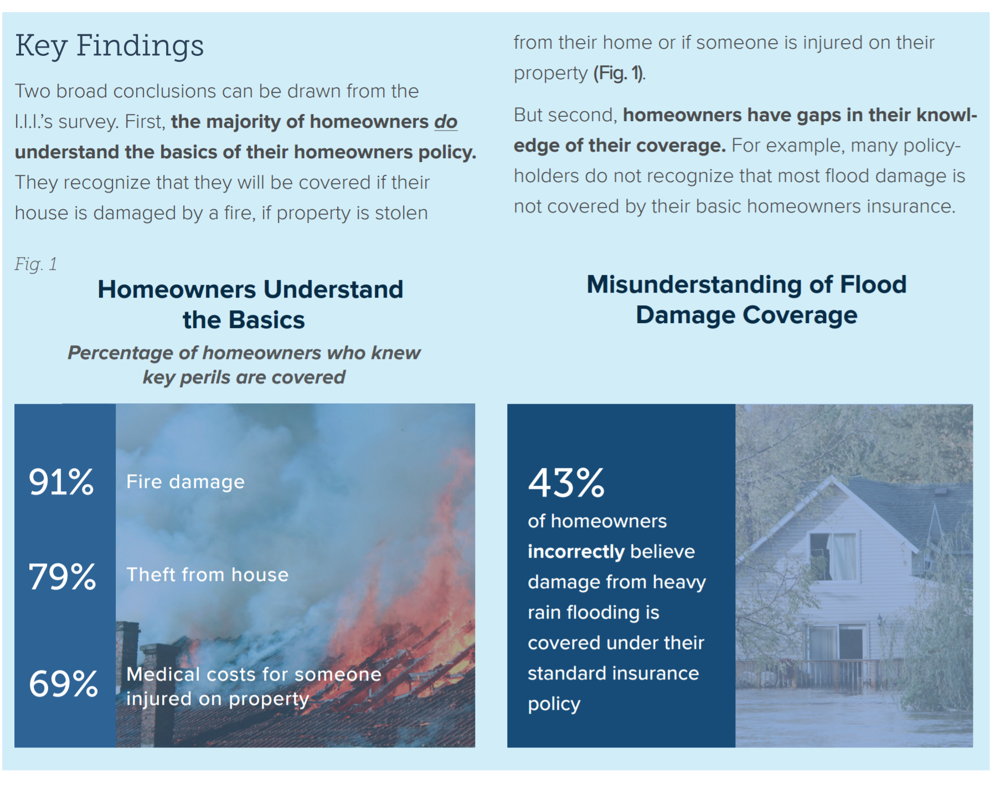 Key Findings
Two broad conclusions can be drawn from the
I.I.I.'s survey. First, the majority of homeowners do
understand the basics of their homeowners policy.
They recognize that they will be covered if their
house is damaged by a fire, if property is stolen
from their home or if someone is injured on their
property (Fig. 1).
But second, homeowners have gaps in their knowl-
edge of their coverage. For example, many policy-
holders do not recognize that most flood damage is
not covered by their basic homeowners insurance.
Fig. 1
Homeowners Understand
the Basics
Percentage of homeowners who knew
key perils are covered
91% Fire damage
79% Theft from house
69% Medical costs for someone
injured on property
Misunderstanding of Flood
Damage Coverage
43%
of homeowners
incorrectly believe
damage from heavy
rain flooding is
covered under their
standard insurance
policy